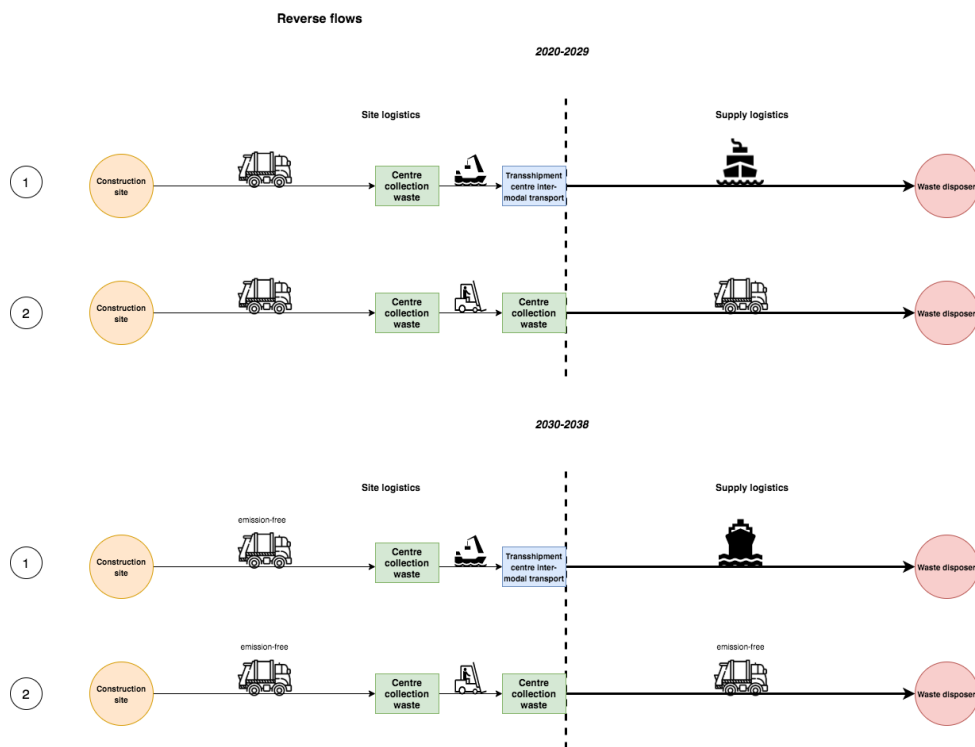 Reverse flows
2020-2029
Site logistics
Supply logistics
1
Construction
site
Centre
collection
waste
Transshipment
centre inter-
modal transport
Waste disposer
2
Construction
site
Centre
collection
waste
Centre
collection
waste
Waste disposer
2030-2038
Site logistics
Supply logistics
1
emission-free
Construction
site
Centre
collection
waste
Transshipment
centre inter-
modal transport
Waste disposer
2
emission-free
emission-free
Construction
site
Centre
collection
waste
Centre
collection
waste
Waste disposer